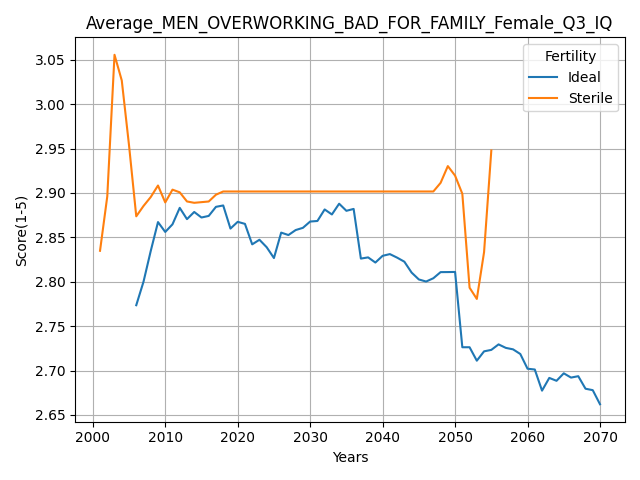 Average_MEN_OVERWORKING_BAD_FOR_FAMILY_Female_Q3_IQ
Fertility
Ideal
Sterile
Score(1-5)
3.05
3.00
2.95
2.90
2.85
2.80
2.75
2.70
2.65
2000 2010 2020 2030 2040 2050 2060 2070
Years